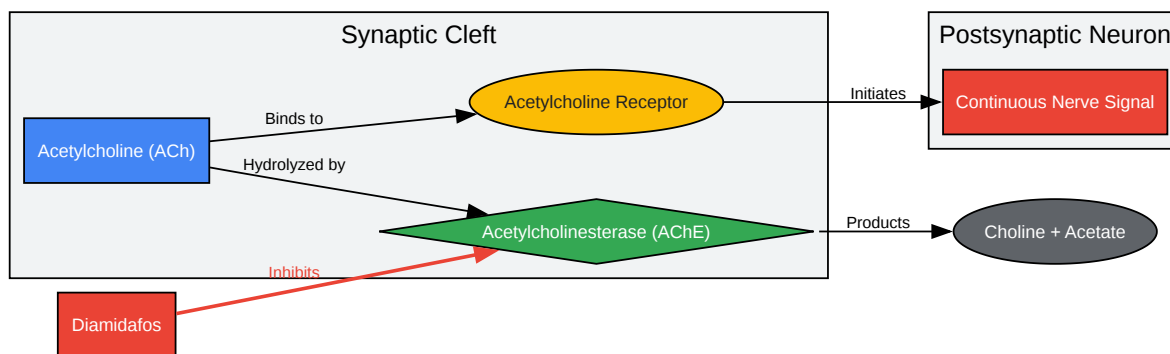 Synaptic Cleft
Postsynaptic Neuron
Acetylcholine Receptor
Initiates
Continuous Nerve Signal
Binds to
Acetylcholine (ACh)
Hydrolyzed by
Acetylcholinesterase (AChE)
Products
Choline + Acetate
Inhibits
Diamidafos